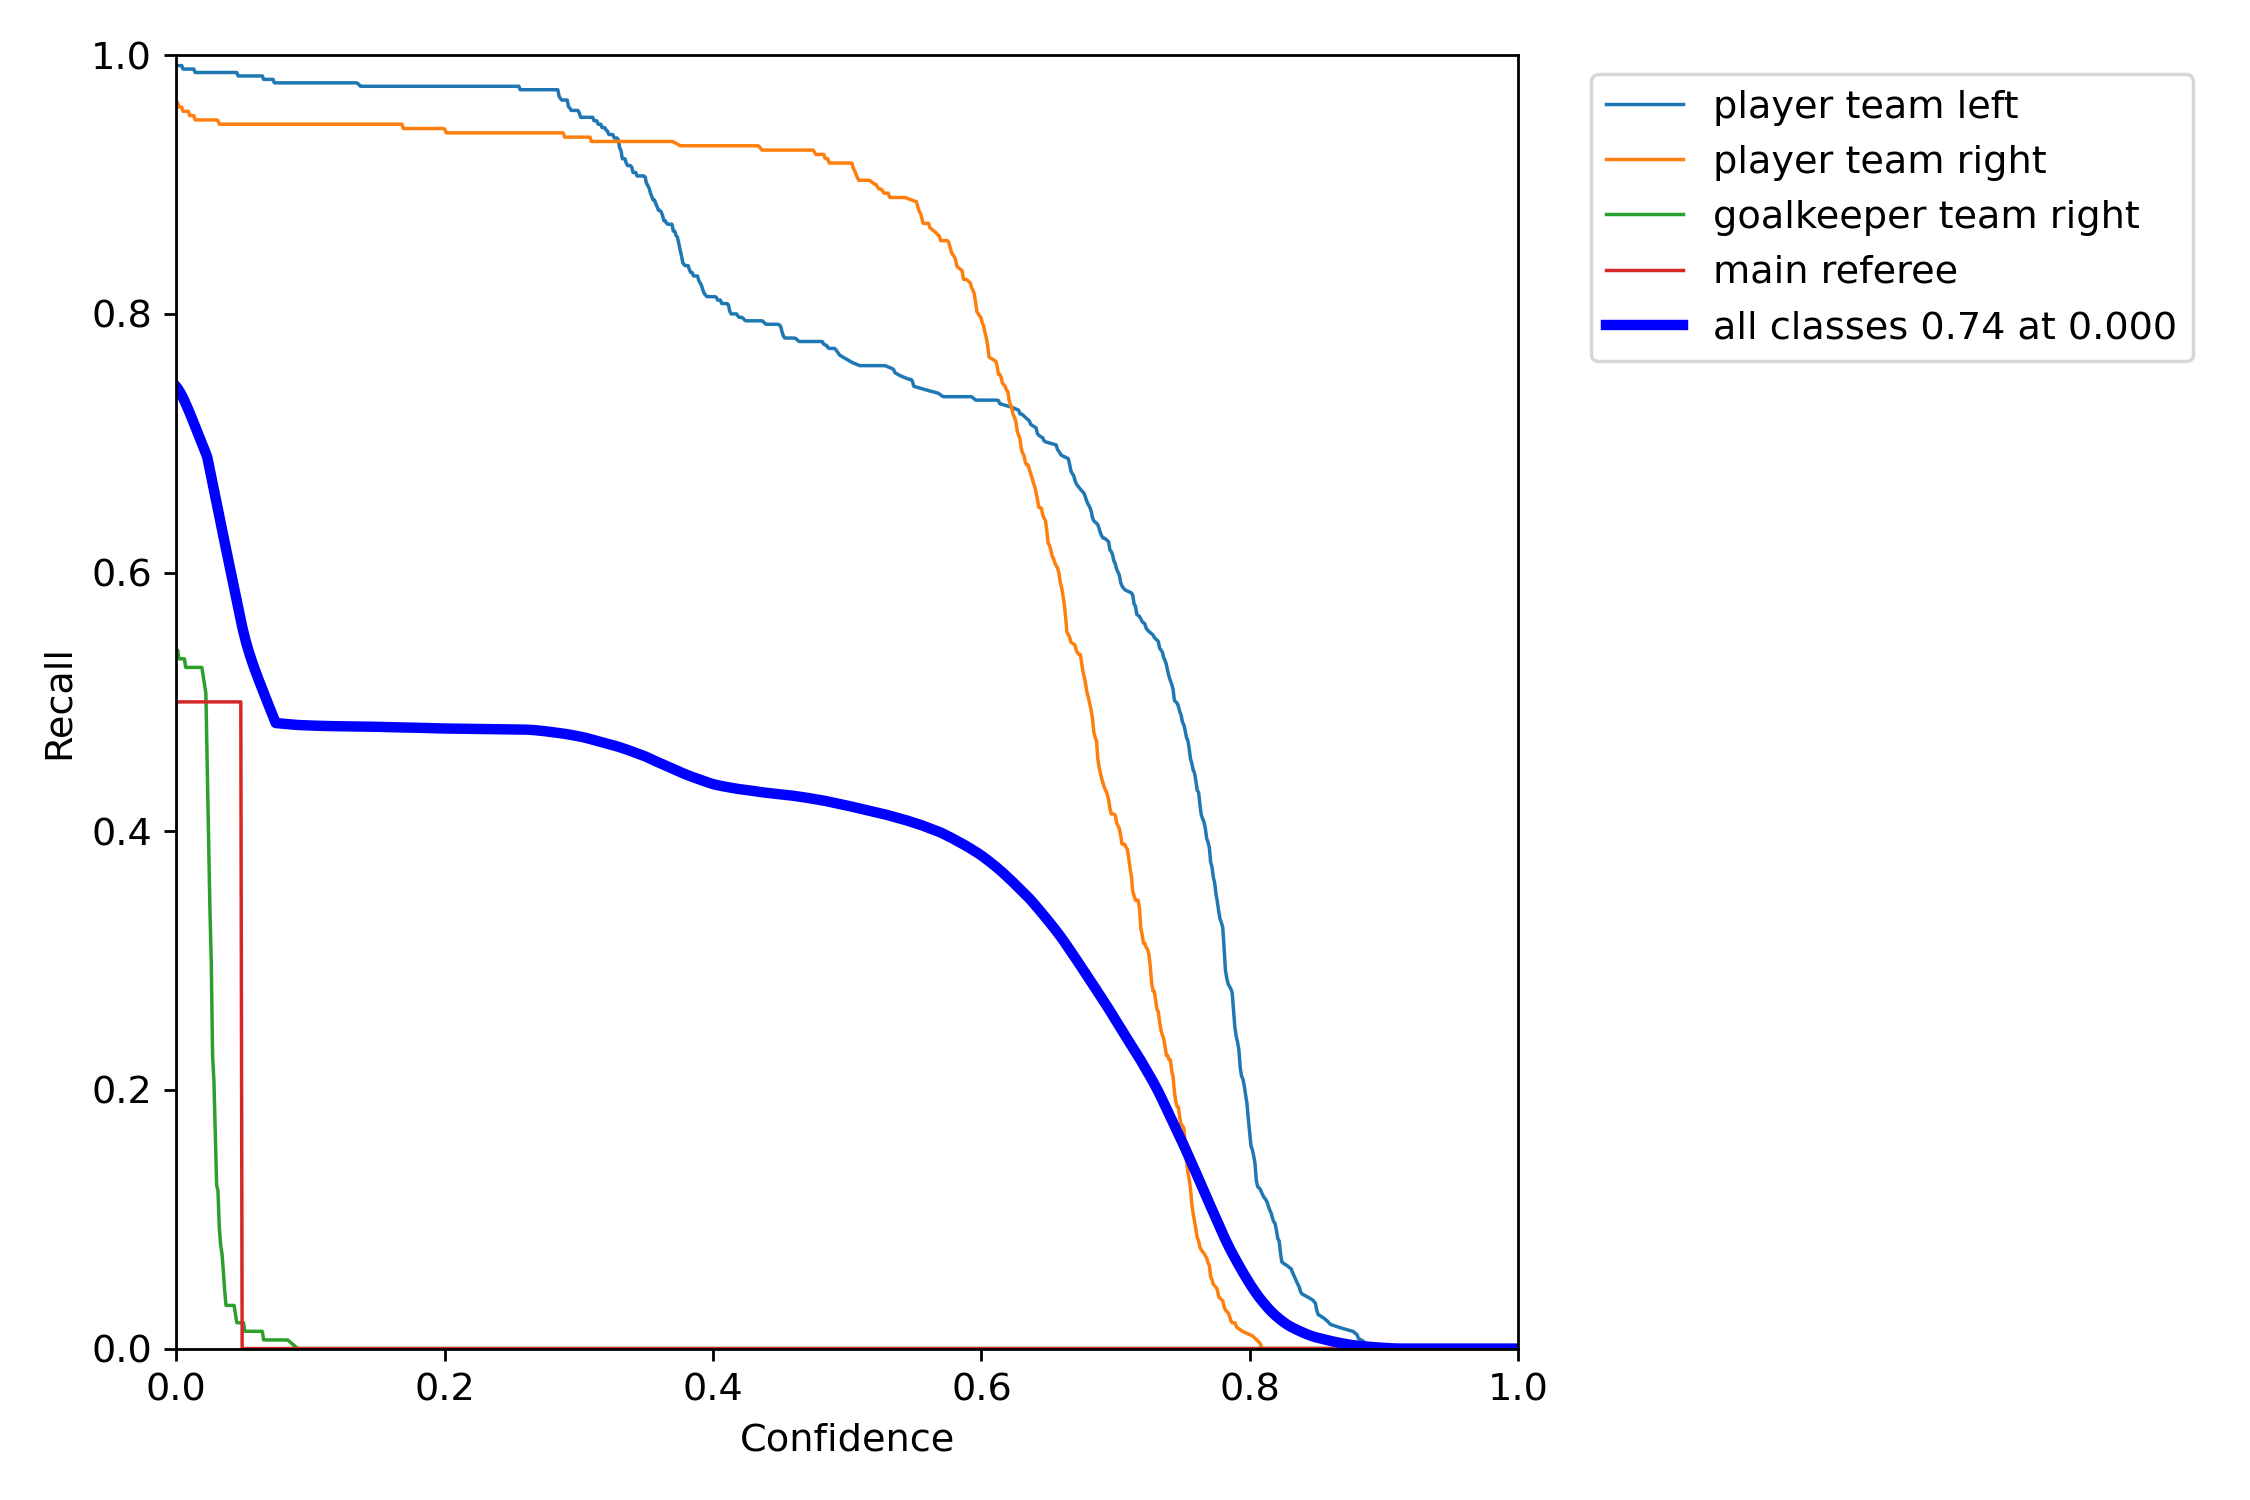 1.0
0.8
0.6
0.4
0.2
0.0
Recall
0.0 0.2 0.4 0.6 0.8 1.0
Confidence
player team left
player team right
goalkeeper team right
main referee
all classes 0.74 at 0.000